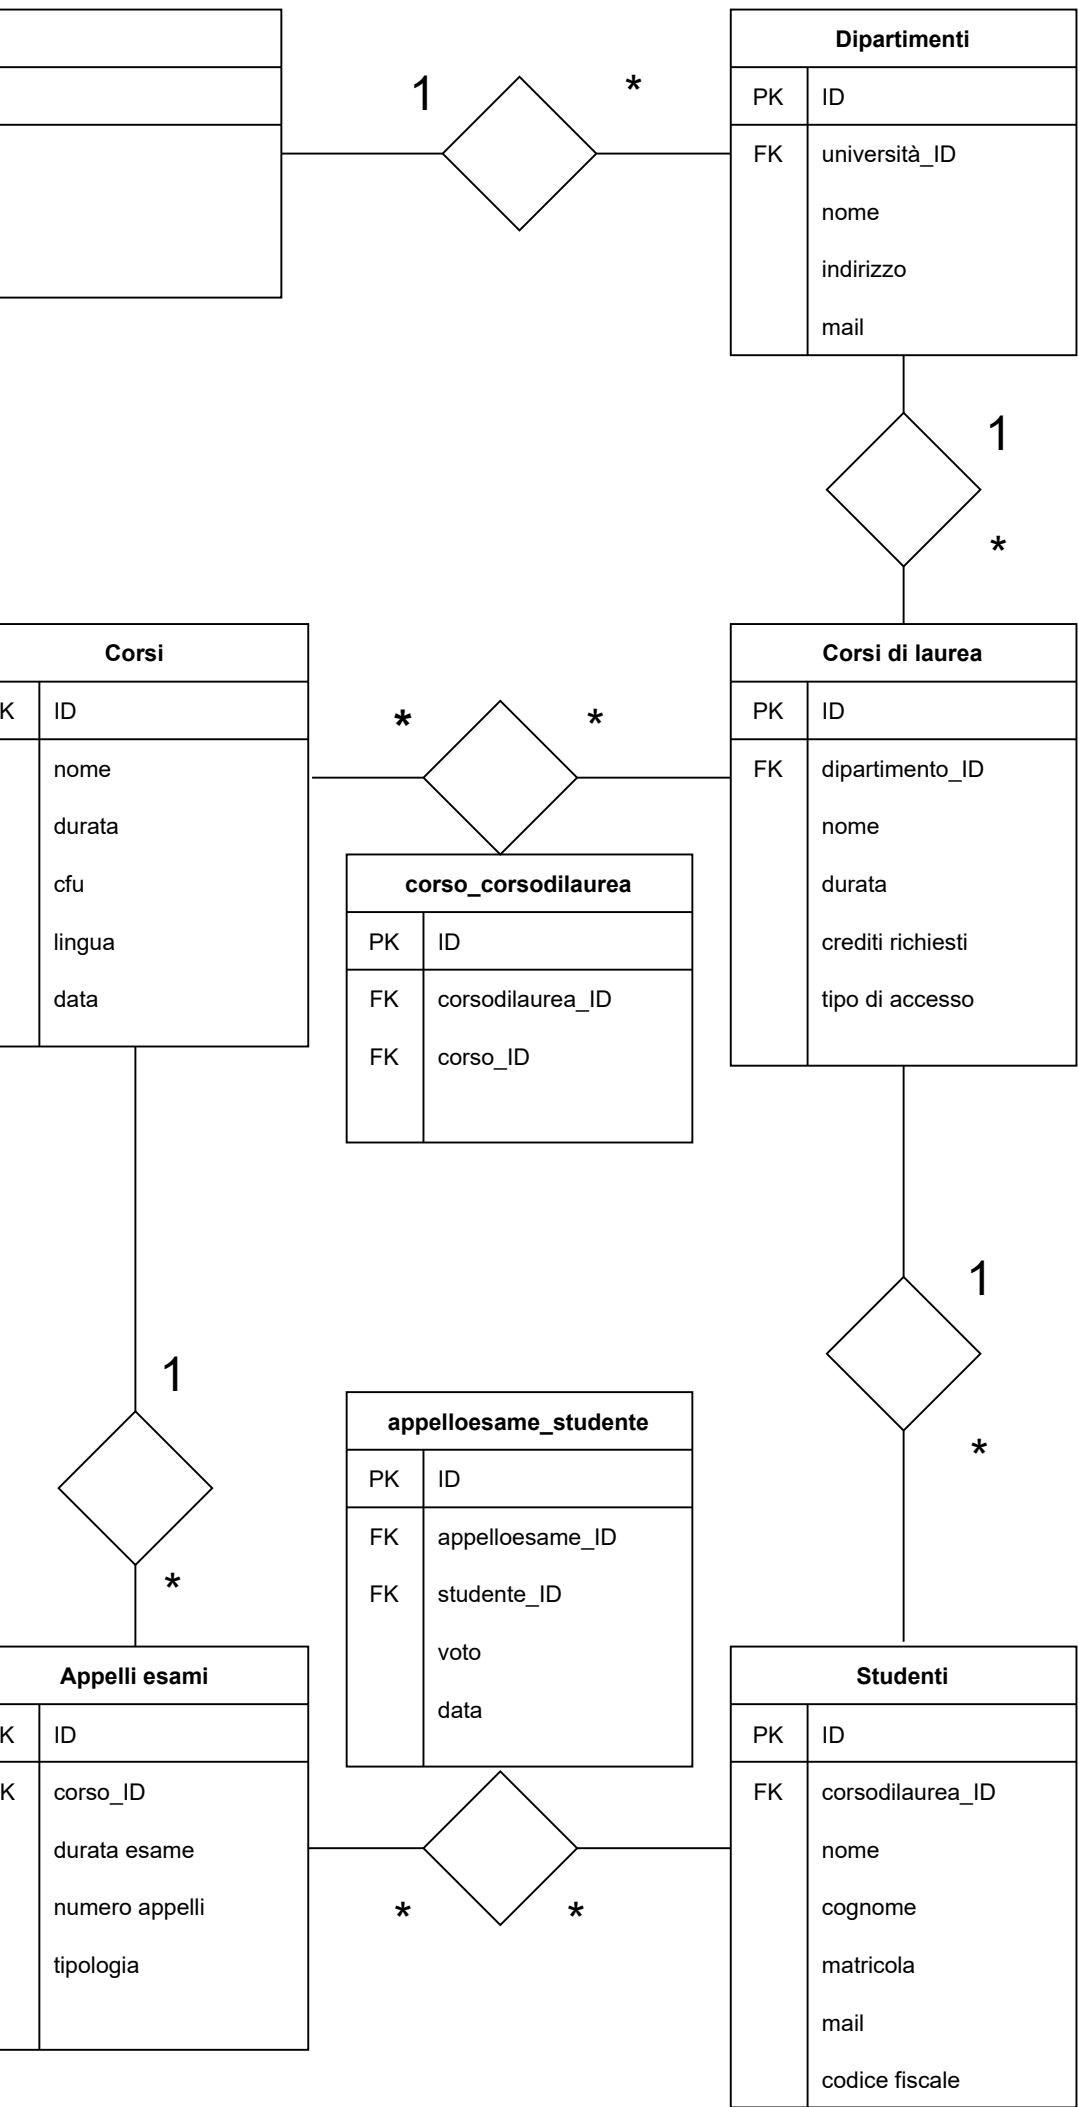 Dipartimenti
1 * PK ID
FK università_ID
nome
indirizzo
mail
1
*
Corsi
K ID
nome
durata
cfu
lingua
data
* *
Corsi di laurea
PK ID
FK dipartimento_ID
nome
durata
crediti richiesti
tipo di accesso
corso_corsodilaurea
PK ID
FK corsodilaurea_ID
FK corso_ID
1
*
1
*
appelloesame_studente
PK ID
FK appelloesame_ID
FK studente_ID
voto
data
Appelli esami
K ID
K corso_ID
durata esame
numero appelli
tipologia
* *
Studenti
PK ID
FK corsodilaurea_ID
nome
cognome
matricola
mail
codice fiscale